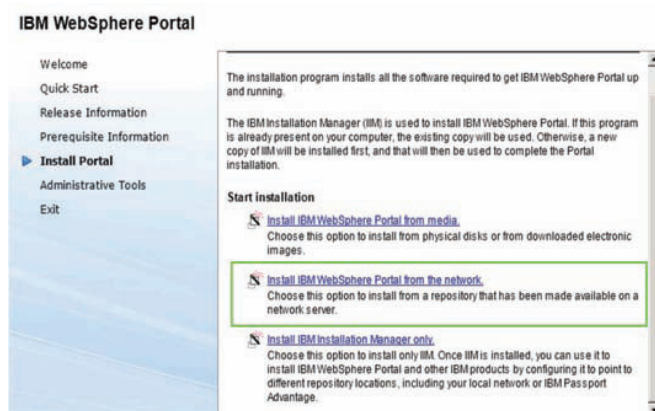 IBM WebSphere Portal
Welcome
Quick Start
Release Information
Prerequisite Information
Install Portal
Administrative Tools
Exit
The installation program installs all the software required to get IBM WebSphere Portal up
and running.
The IBM Installation Manager (IIM) is used to install IBM WebSphere Portal. If this program
is already present on your computer, the existing copy will be used. Otherwise, a new
copy of IIM will be installed first, and that will then be used to complete the Portal
installation.
Start installation
Install IBM WebSphere Portal from media.
Choose this option to install from physical disks or from downloaded electronic
images.
Install IBM WebSphere Portal from the network.
Choose this option to install from a repository that has been made available on a
network server.
Install IBM Installation Manager only.
Choose this option to install only IIM. Once IIM is installed, you can use it to
install IBM WebSphere Portal and other IBM products by configuring it to point to
different repository locations, including your local network or IBM Passport
Advantage.